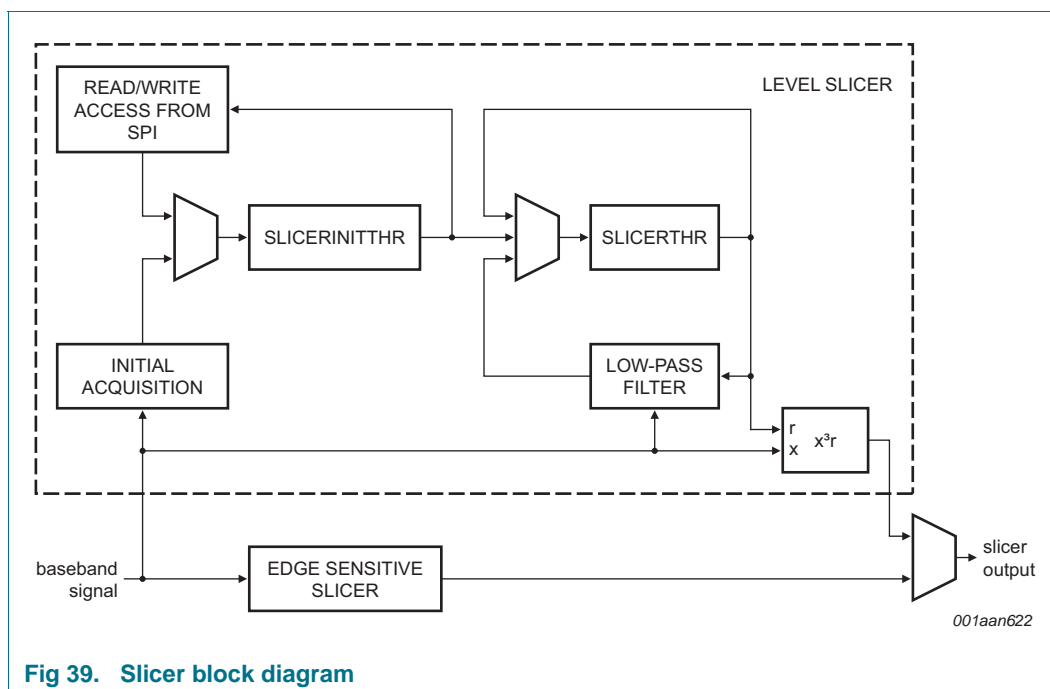 READ/WRITE
ACCESS FROM
SPI
LEVEL SLICER
SLICERINITTHR
SLICERTHR
INITIAL
ACQUISITION
LOW-PASS
FILTER
r
x
x³r
baseband
signal
EDGE SENSITIVE
SLICER
slicer
output
001aan622
Fig 39. Slicer block diagram